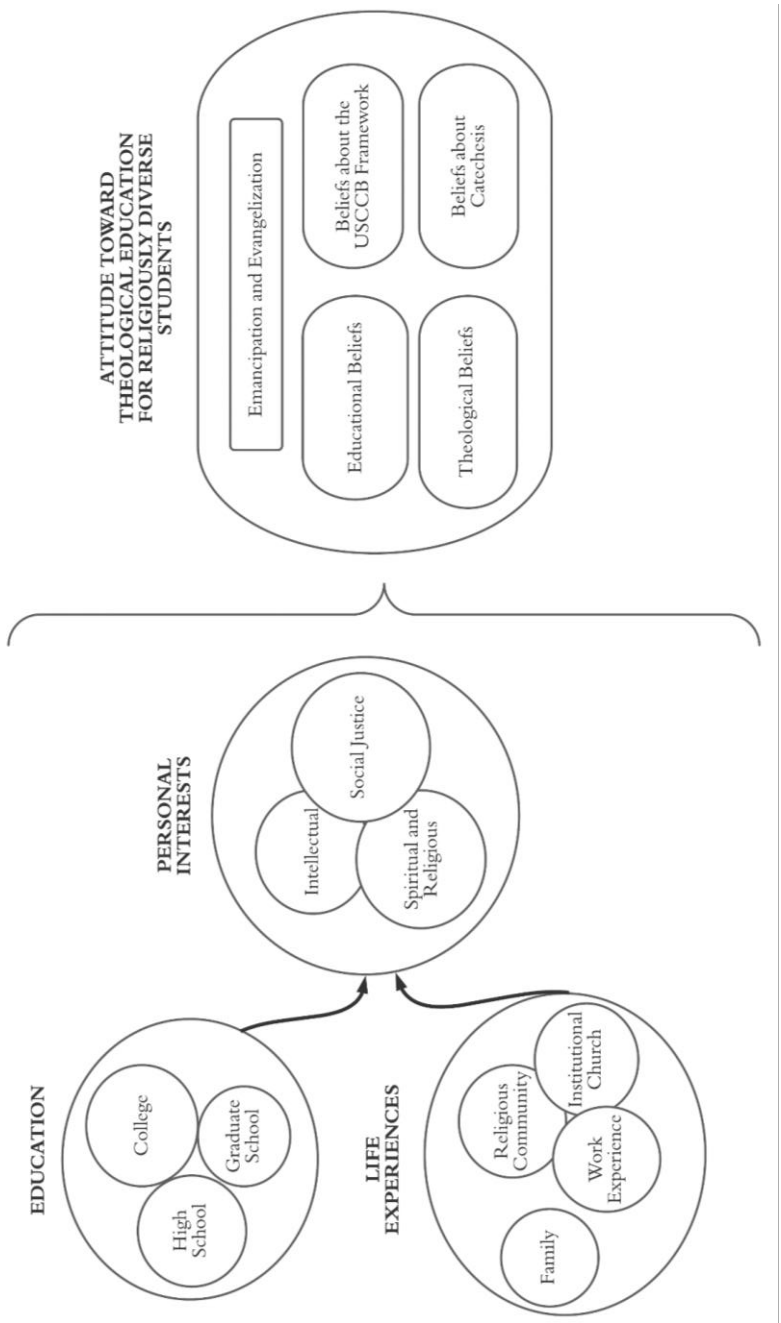 EDUCATION
High
School
College
Graduate
School
LIFE
EXPERIENCES
Family
Religious
Community
Work
Experience
Institutional
Church
PERSONAL
INTERESTS
Intellectual
Spiritual and
Religious
Social Justice
ATTITUDE TOWARD
THEOLOGICAL EDUCATION
FOR RELIGIOUSLY DIVERSE
STUDENTS
Emancipation and Evangelization
Educational Beliefs
Beliefs about the
USCCB Framework
Theological Beliefs
Beliefs about
Catechesis